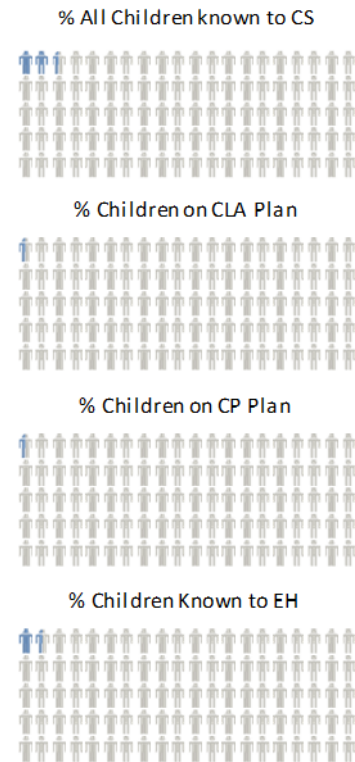 % All Children known to CS
% Children on CLA Plan
% Children on CP Plan
% Children Known to EH